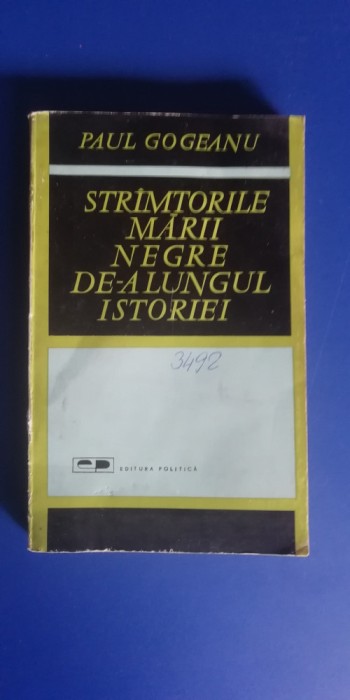 PAUL GOGEANU
STRÎMTORILE
MĂRII
NEGRE
DE-A LUNGUL
ISTORIEI
3492
ep EDITURA POLITICĂ